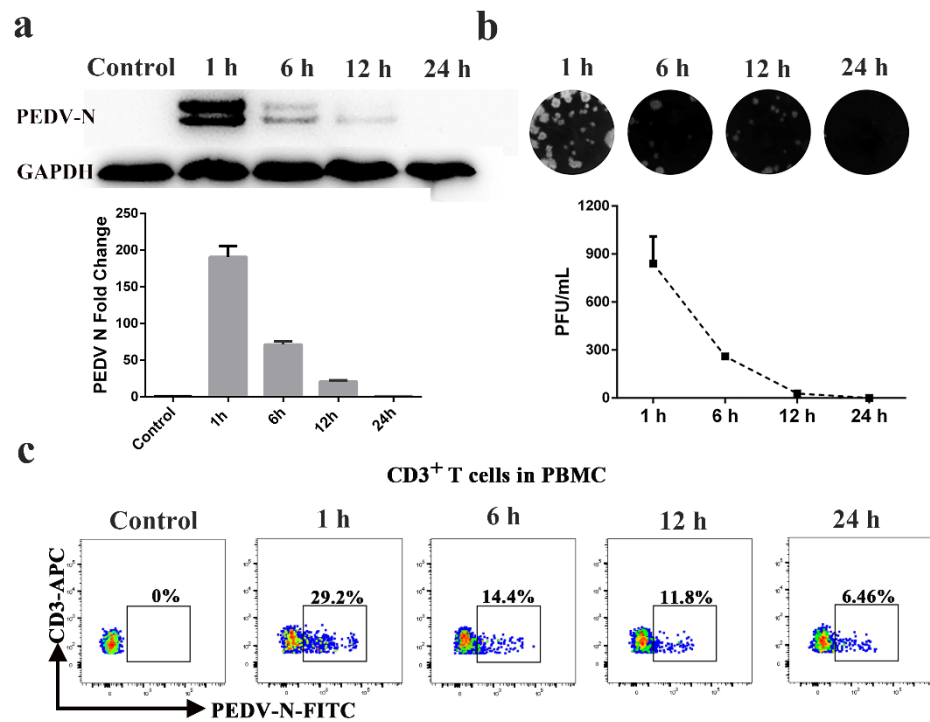 a
Control 1 h 6 h 12 h 24 h
PEDV-N
GAPDH
250
200
150
100
50
0
PEDV N Fold Change
Control 1h 6h 12h 24h
b
1 h 6 h 12 h 24 h
1200
900
600
300
0
PFU/mL
1 h 6 h 12 h 24 h
c
CD3+ T cells in PBMC
Control 1 h 6 h 12 h 24 h
0% 29.2% 14.4% 11.8% 6.46%
CD3-APC
PEDV-N-FITC